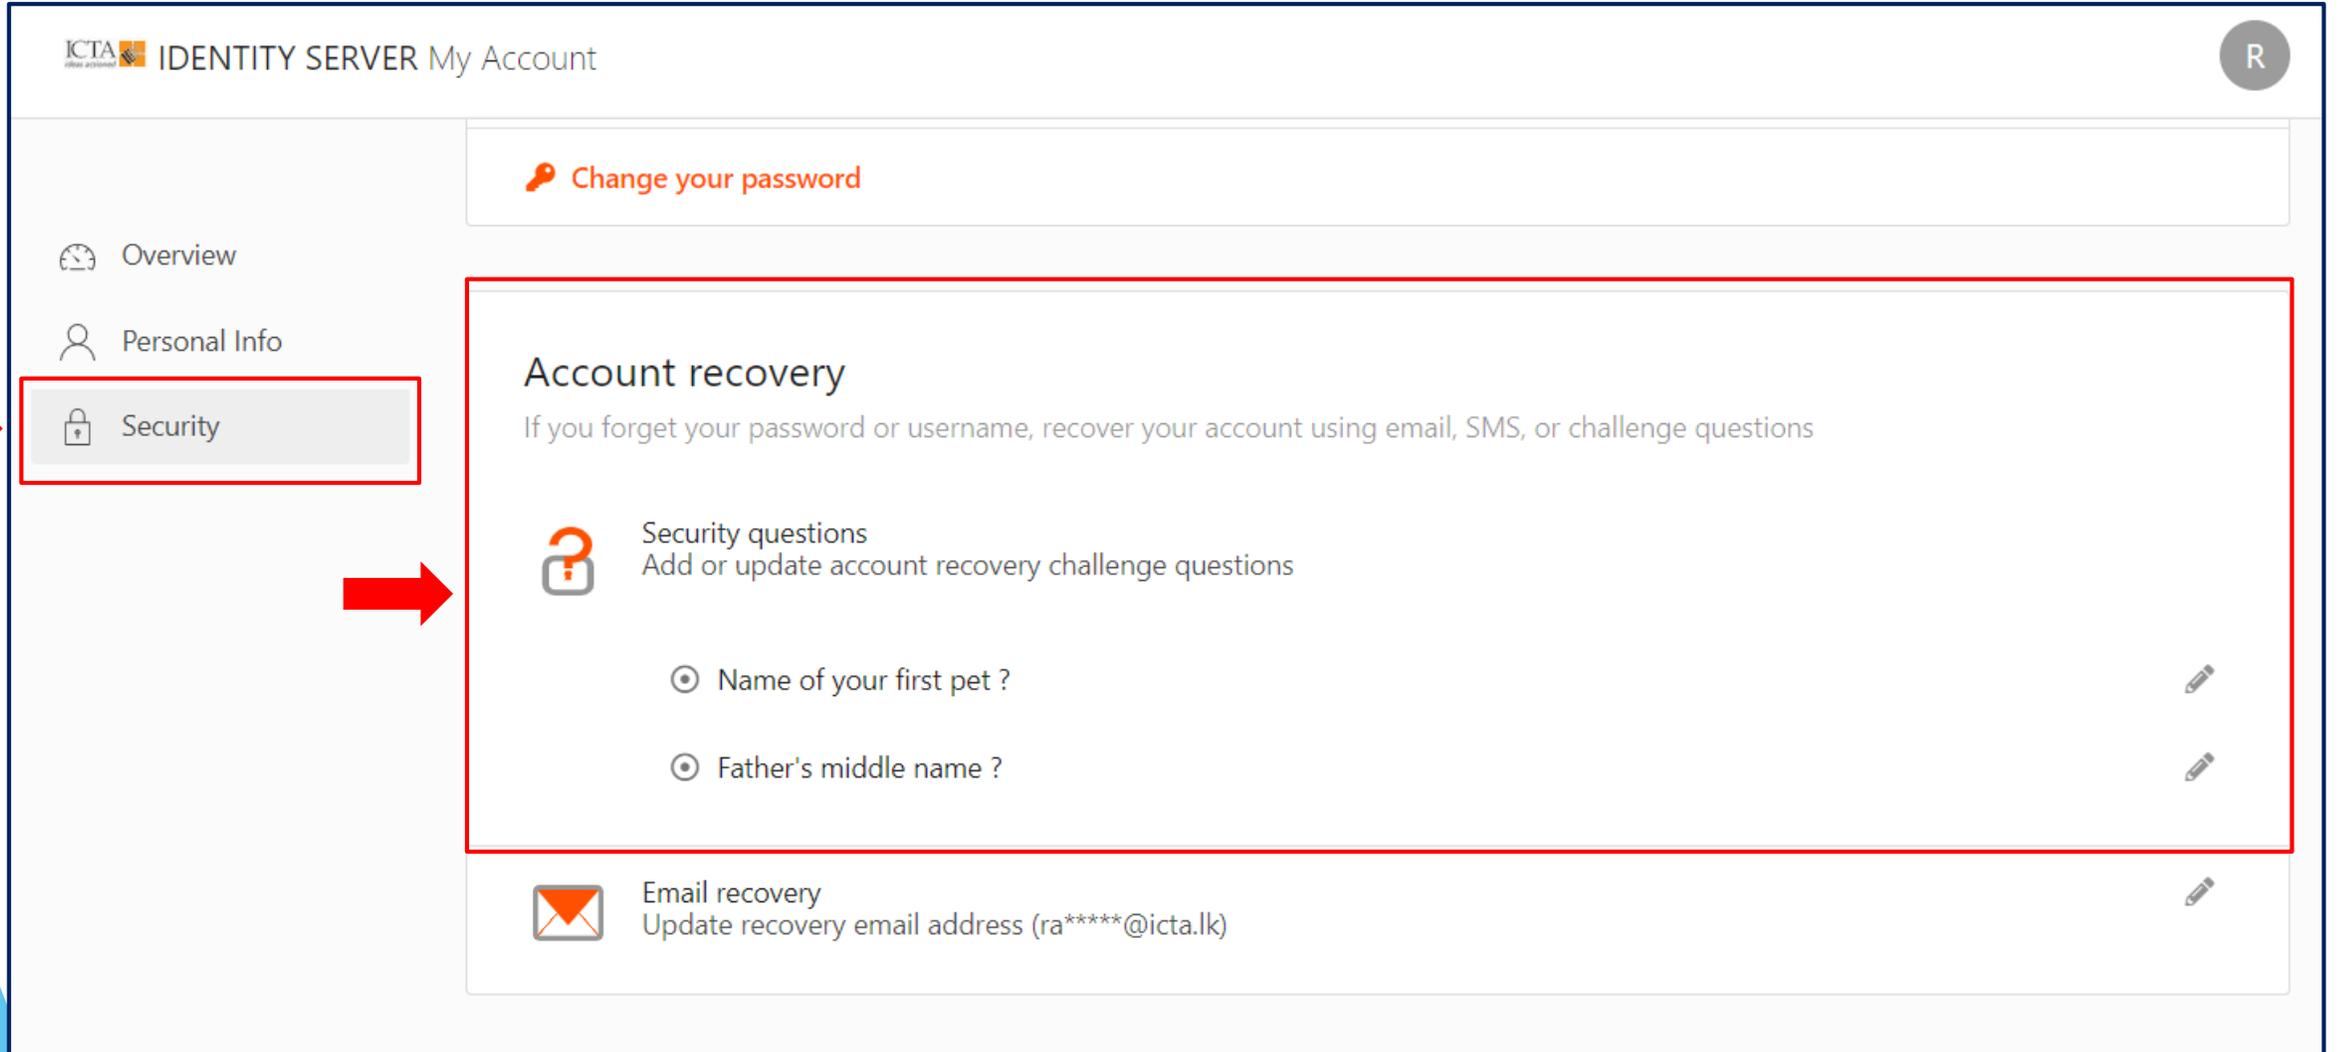 ICTA
ideas actioned
IDENTITY SERVER My Account
R
Change your password
Overview
Personal Info
Security
Account recovery
If you forget your password or username, recover your account using email, SMS, or challenge questions
Security questions
Add or update account recovery challenge questions
Name of your first pet ?
Father's middle name ?
Email recovery
Update recovery email address (ra*****@icta.lk)